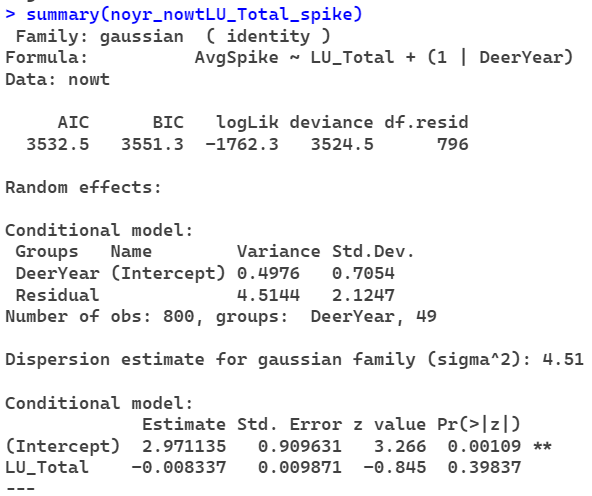 > summary(noyr_nowtLU_Total_spike)
 Family: gaussian  ( identity )
Formula:          AvgSpike ~ LU_Total + (1 | DeerYear)
Data: nowt

     AIC      BIC   logLik deviance df.resid
  3532.5   3551.3  -1762.3   3524.5      796

Random effects:

Conditional model:
 Groups   Name        Variance Std.Dev.
 DeerYear (Intercept) 0.4976   0.7054
 Residual             4.5144   2.1247
Number of obs: 800, groups:  DeerYear, 49

Dispersion estimate for gaussian family (sigma^2): 4.51

Conditional model:
             Estimate Std. Error z value Pr(>|z|)
(Intercept)  2.971135   0.909631   3.266  0.00109 **
LU_Total    -0.008337   0.009871  -0.845  0.39837
---